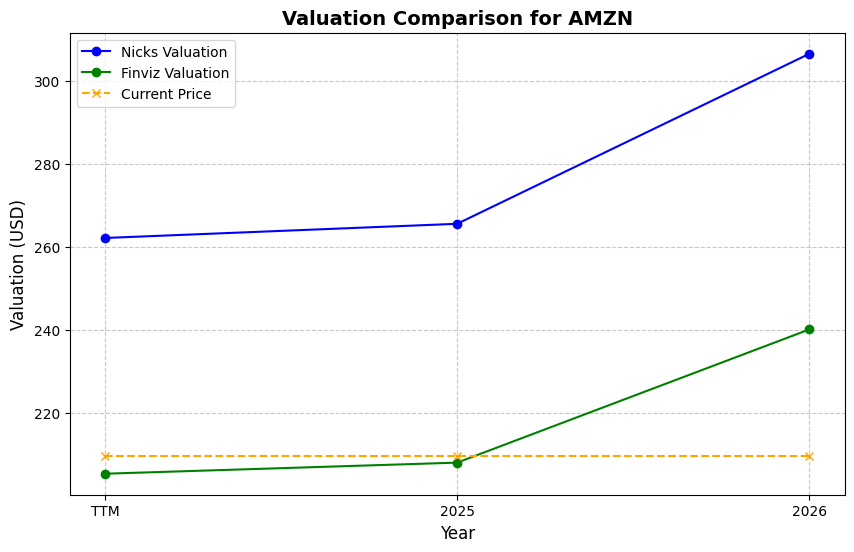 Valuation Comparison for AMZN
Nicks Valuation
Finviz Valuation
Current Price
Valuation (USD)
300
280
260
240
220
TTM
2025
2026
Year